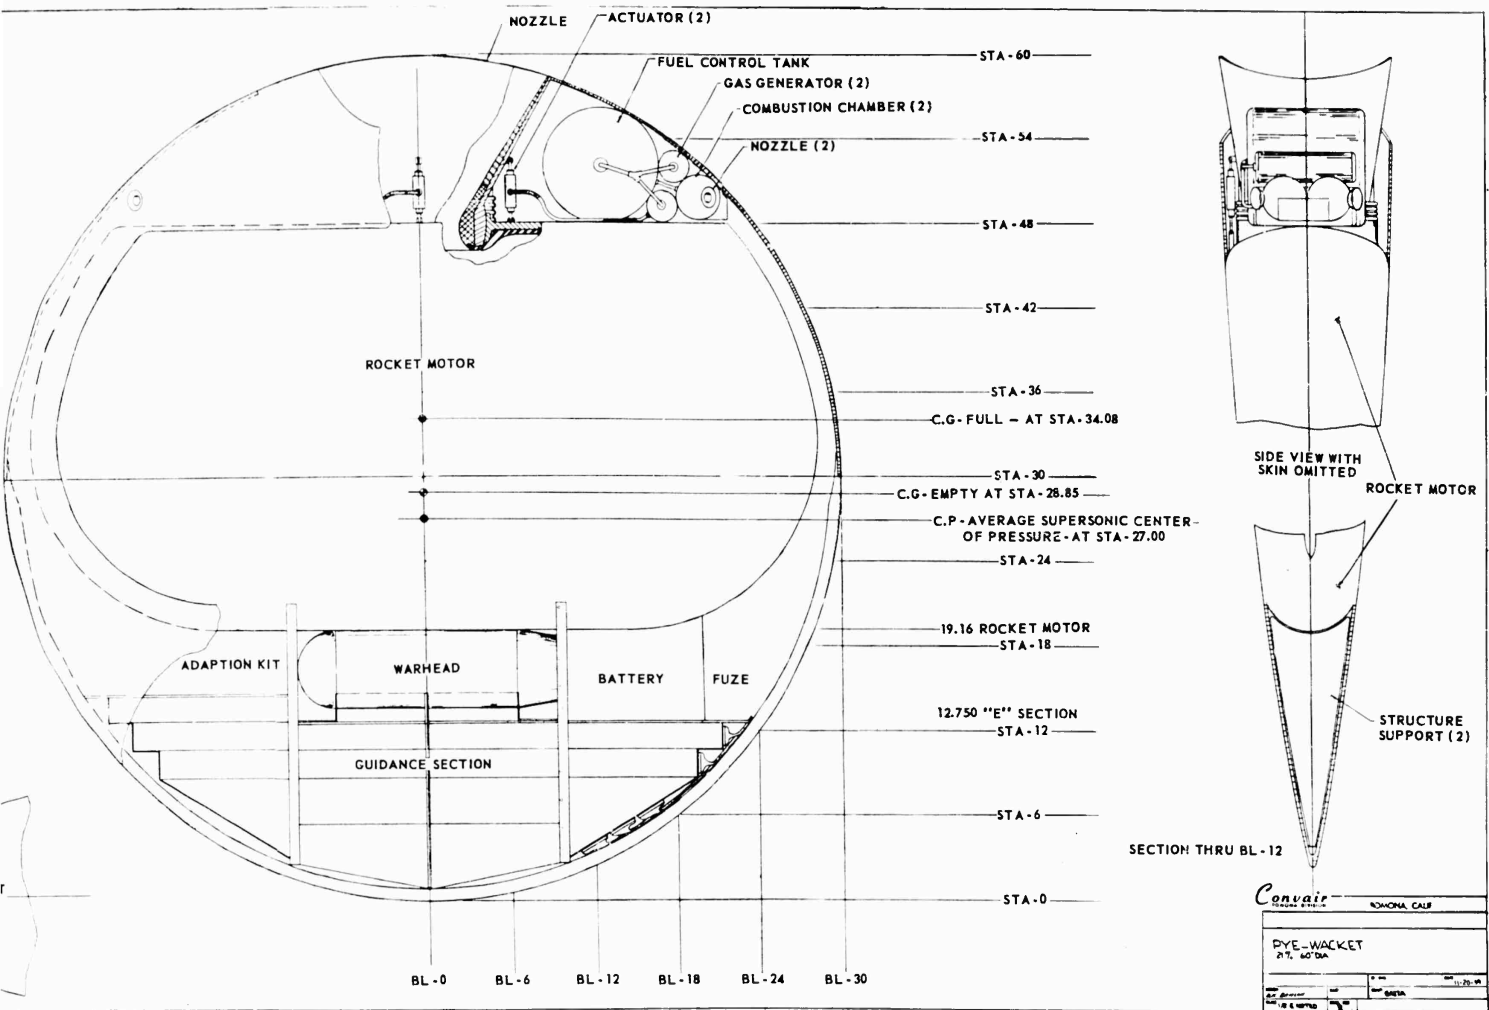 NOZZLE
ACTUATOR (2)
FUEL CONTROL TANK
GAS GENERATOR (2)
COMBUSTION CHAMBER (2)
NOZZLE (2)
STA-60
STA-54
STA-48
STA-42
ROCKET MOTOR
STA-36
C.G-FULL - AT STA-34.08
STA-30
C.G-EMPTY AT STA-28.85
C.P-AVERAGE SUPERSONIC CENTER-
OF PRESSURE-AT STA-27.00
STA-24
19.16 ROCKET MOTOR
STA-18
ADAPTION KIT
WARHEAD
BATTERY
FUZE
12.750 "E" SECTION
STA-12
GUIDANCE SECTION
STA-6
STA-0
BL-0
BL-6
BL-12
BL-18
BL-24
BL-30
SIDE VIEW WITH
SKIN OMITTED
ROCKET MOTOR
STRUCTURE
SUPPORT (2)
SECTION THRU BL-12
Convair
POMONA DIVISION
POMONA, CALIF
PYE-WACKET
21% 60" DIA